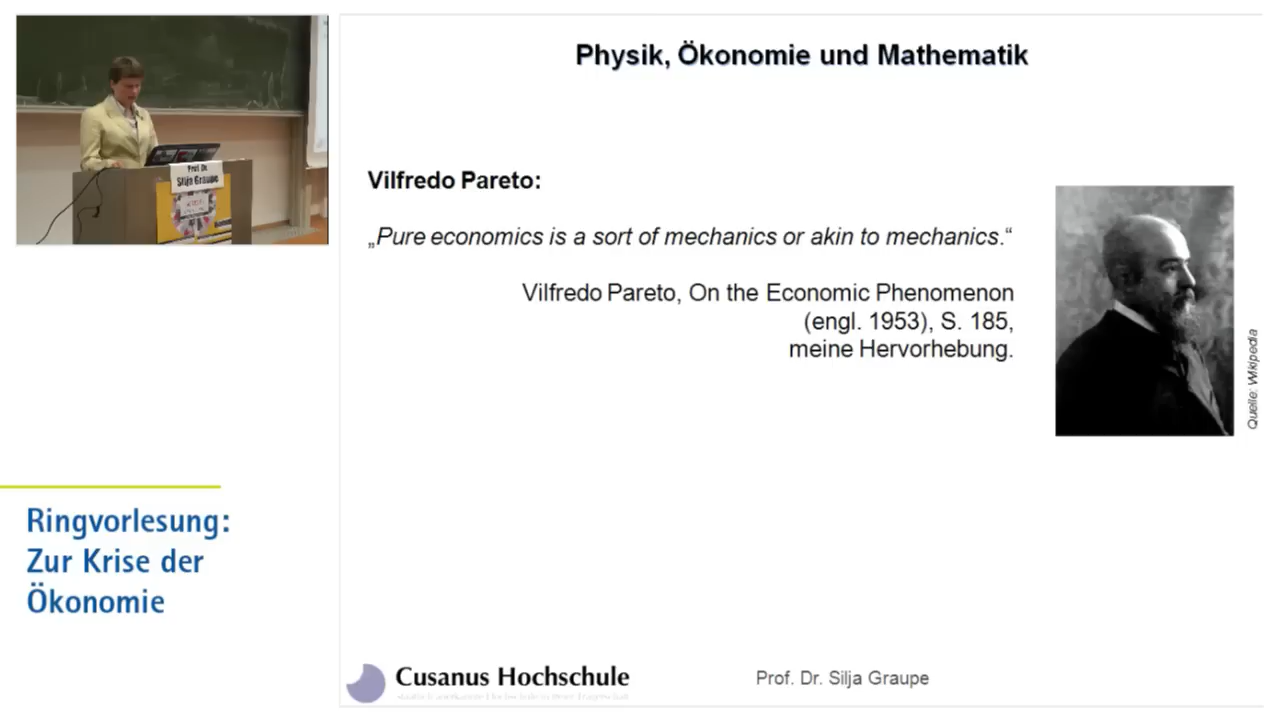 Physik, Ökonomie und Mathematik
Prof. Dr.
Silja Graupe
Vilfredo Pareto:
„Pure economics is a sort of mechanics or akin to mechanics.“
Vilfredo Pareto, On the Economic Phenomenon
(engl. 1953), S. 185,
meine Hervorhebung.
Quelle: Wikipedia
Ringvorlesung:
Zur Krise der
Ökonomie
Cusanus Hochschule
Prof. Dr. Silja Graupe